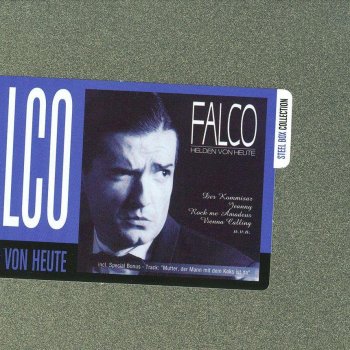 LCO
VON HEUTE
FALCO
HELDEN VON HEUTE
Der Kommissar
Jeanny
Rock me Amadeus
Vienna Calling
u.v.a.
incl. Special Bonus - Track: "Mutter, der Mann mit dem Koks ist da"
STEEL BOX COLLECTION